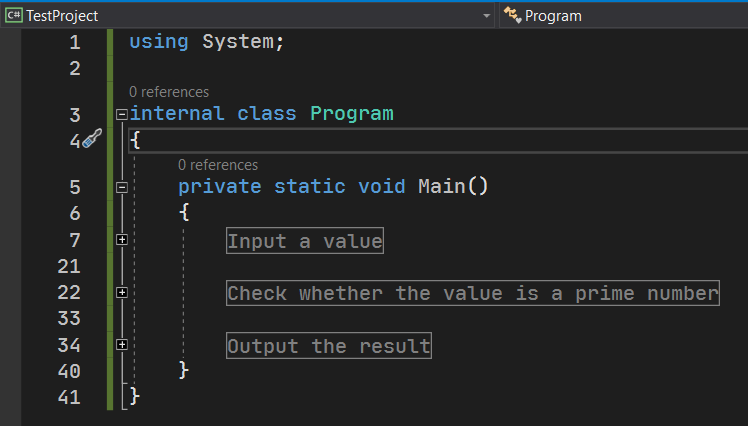 C# TestProject Program
1 using System;
2
0 references
3 internal class Program
4 {
0 references
5 private static void Main()
6 {
7 Input a value
21
22 Check whether the value is a prime number
33
34 Output the result
40 }
41 }